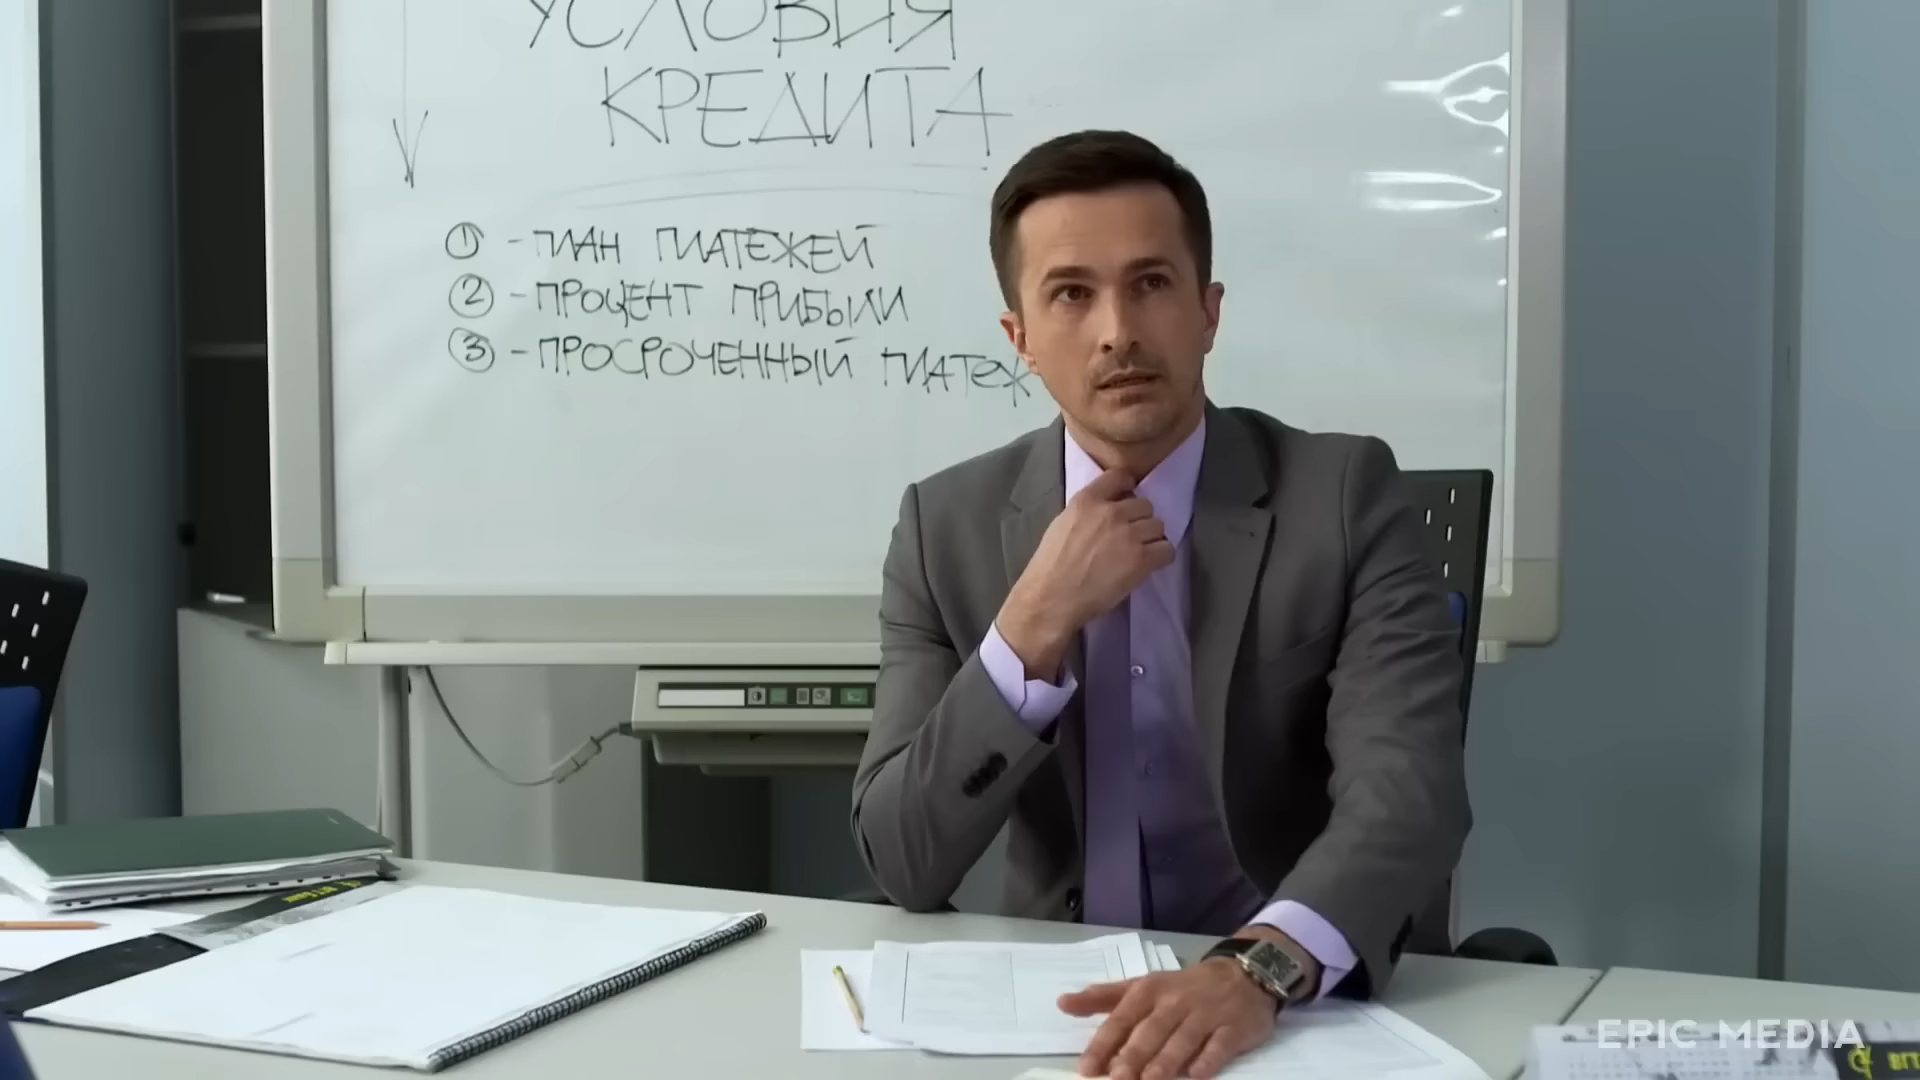 УСЛОВИЯ
КРЕДИТА
① - ПЛАН ПЛАТЕЖЕЙ
② - ПРОЦЕНТ ПРИБЫЛИ
③ - ПРОСРОЧЕННЫЙ ПЛАТЕЖ
EPIC MEDIA